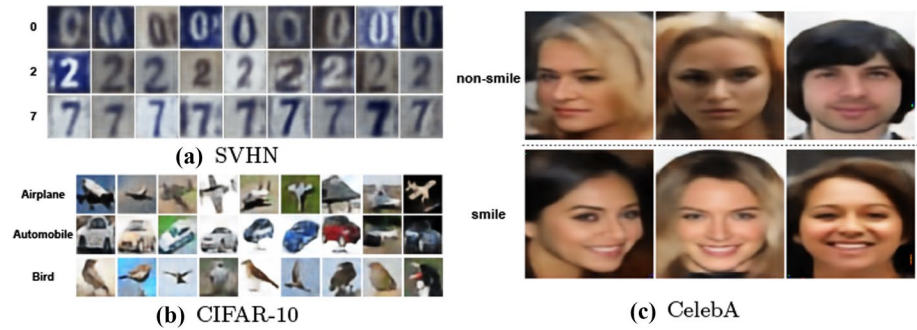 0
2
7
(a) SVHN
Airplane
Automobile
Bird
(b) CIFAR-10
non-smile
smile
(c) CelebA